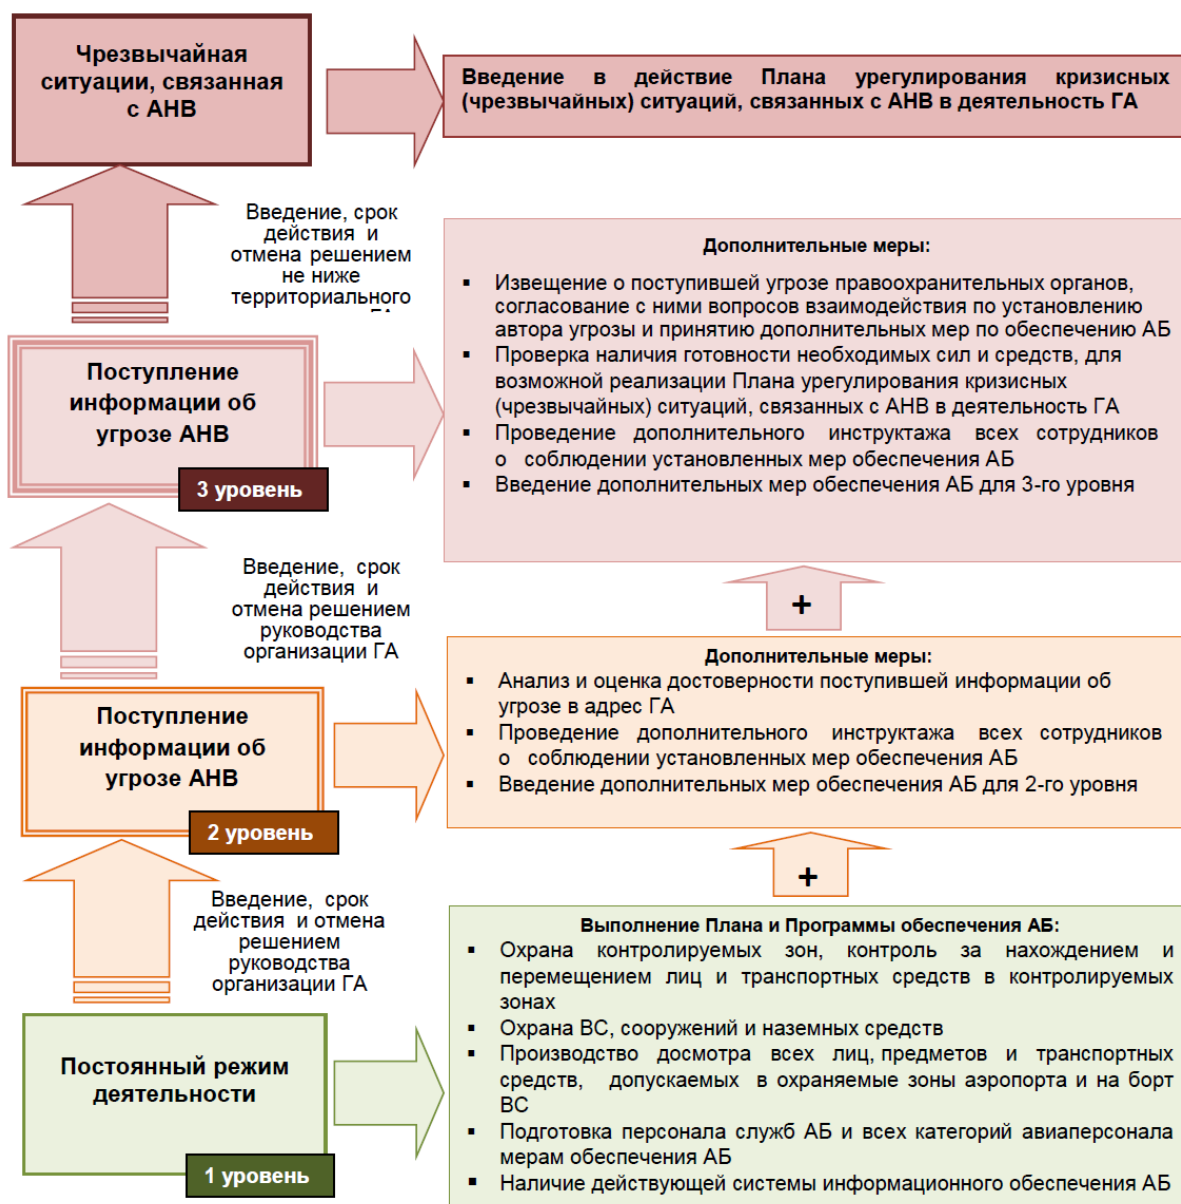 Чрезвычайная
ситуации, связанная
с АНВ
Введение в действие Плана урегулирования кризисных
(чрезвычайных) ситуаций, связанных с АНВ в деятельность ГА
Введение, срок
действия и
отмена решением
не ниже
территориального
Дополнительные меры:
▪ Извещение о поступившей угрозе правоохранительных органов,
согласование с ними вопросов взаимодействия по установлению
автора угрозы и принятию дополнительных мер по обеспечению АБ
▪ Проверка наличия готовности необходимых сил и средств, для
возможной реализации Плана урегулирования кризисных
(чрезвычайных) ситуаций, связанных с АНВ в деятельность ГА
▪ Проведение дополнительного инструктажа всех сотрудников
о соблюдении установленных мер обеспечения АБ
▪ Введение дополнительных мер обеспечения АБ для 3-го уровня
Поступление
информации об
угрозе АНВ
3 уровень
Введение, срок
действия и
отмена решением
руководства
организации ГА
+
Дополнительные меры:
▪ Анализ и оценка достоверности поступившей информации об
угрозе в адрес ГА
▪ Проведение дополнительного инструктажа всех сотрудников
о соблюдении установленных мер обеспечения АБ
▪ Введение дополнительных мер обеспечения АБ для 2-го уровня
Поступление
информации об
угрозе АНВ
2 уровень
Введение, срок
действия и отмена
решением
руководства
организации ГА
+
Выполнение Плана и Программы обеспечения АБ:
▪ Охрана контролируемых зон, контроль за нахождением и
перемещением лиц и транспортных средств в контролируемых
зонах
▪ Охрана ВС, сооружений и наземных средств
▪ Производство досмотра всех лиц, предметов и транспортных
средств, допускаемых в охраняемые зоны аэропорта и на борт
ВС
▪ Подготовка персонала служб АБ и всех категорий авиаперсонала
мерам обеспечения АБ
▪ Наличие действующей системы информационного обеспечения АБ
Постоянный режим
деятельности
1 уровень